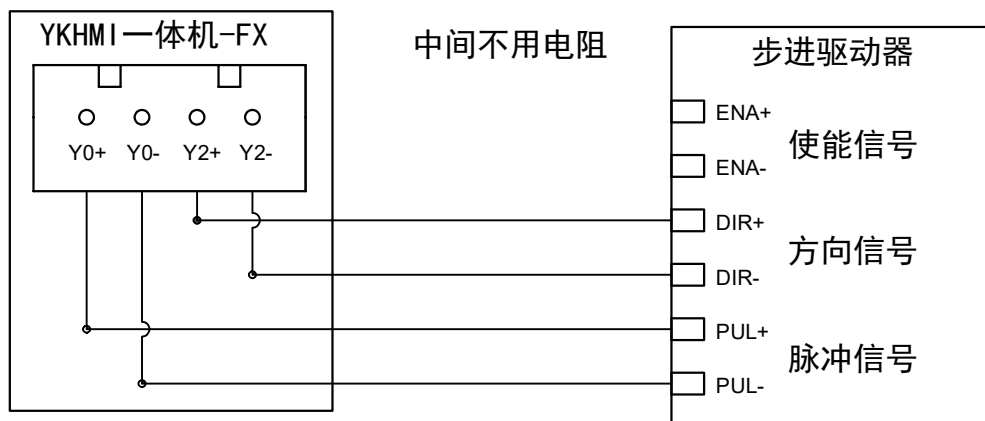 YKHMI一体机-FX
Y0+ Y0- Y2+ Y2-
中间不用电阻
步进驱动器
ENA+
使能信号
ENA-
DIR+
方向信号
DIR-
PUL+
脉冲信号
PUL-